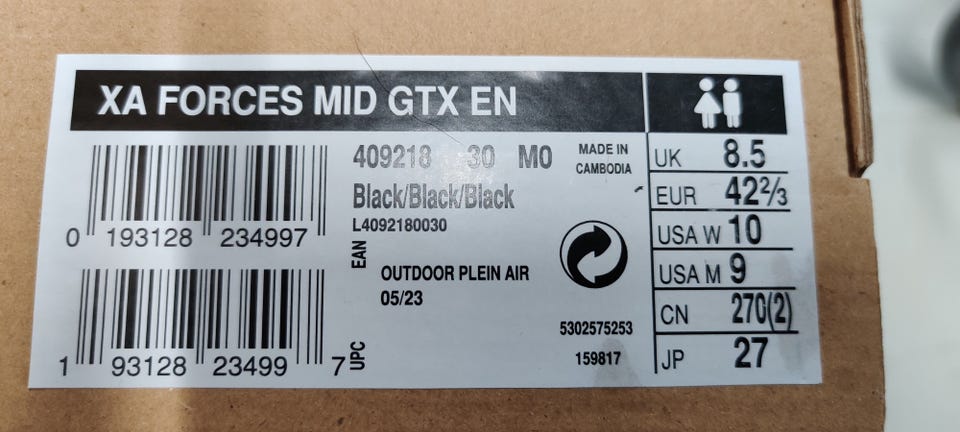 XA FORCES MID GTX EN
409218 30 M0
MADE IN
CAMBODIA
Black/Black/Black
L4092180030
0 193128 234997
EAN
OUTDOOR PLEIN AIR
05/23
5302575253
159817
1 93128 23499 7
UPC
UK 8.5
EUR 42⅔
USA W 10
USA M 9
CN 270(2)
JP 27